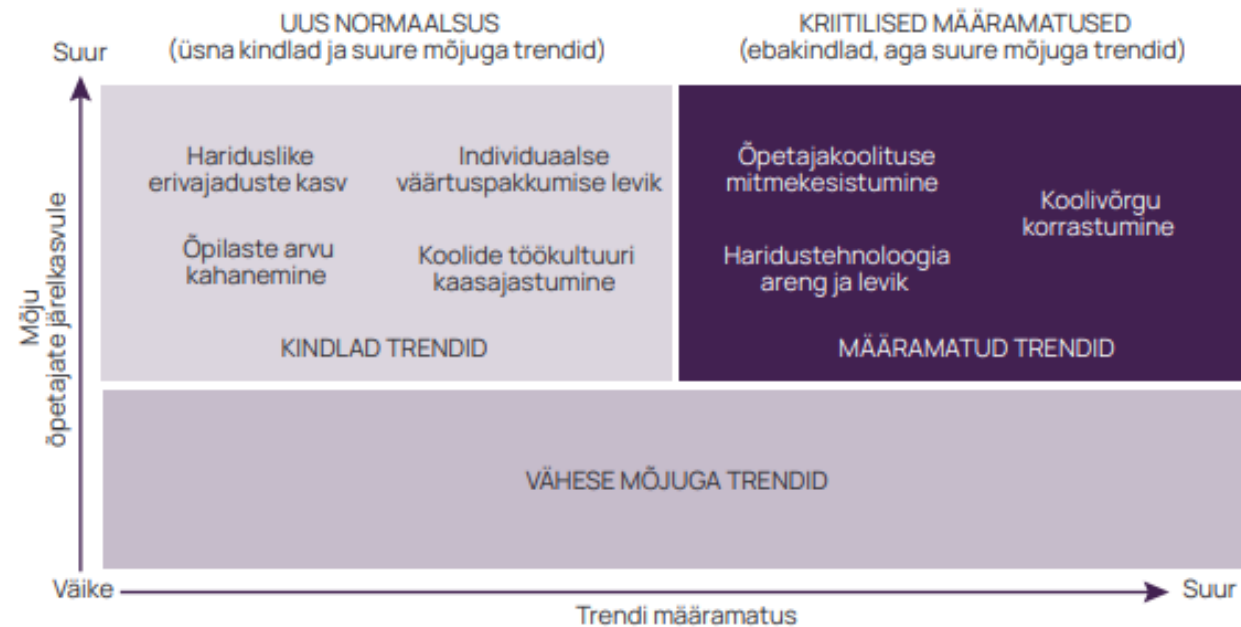 UUS NORMAALSUS
(üsna kindlad ja suure mõjuga trendid)
KRIITILISED MÄÄRAMATUSED
(ebakindlad, aga suure mõjuga trendid)
Suur
Hariduslike
erivajaduste kasv
Individuaalse
väärtuspakkumise levik
Õpilaste arvu
kahanemine
Koolide töökultuuri
kaasajastumine
KINDLAD TRENDID
Õpetajakoolituse
mitmekesistumine
Koolivõrgu
korrastumine
Haridustehnoloogia
areng ja levik
MÄÄRAMATUD TRENDID
Mõju
õpetajate järelkasvule
VÄHESE MÕJUGA TRENDID
Väike
Suur
Trendi määramatus